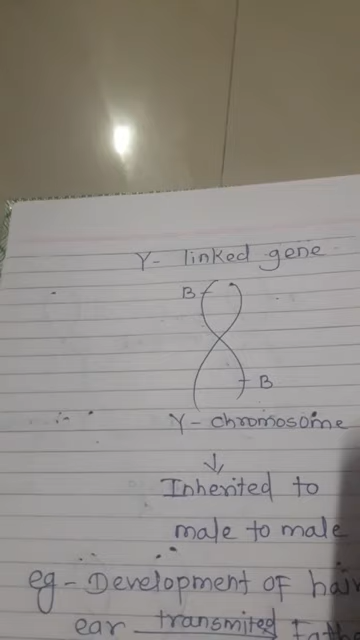 Y- linked gene
B
B
Y- chromosome
↓
Inherited to
male to male
eg- Development of hair
ear transmited